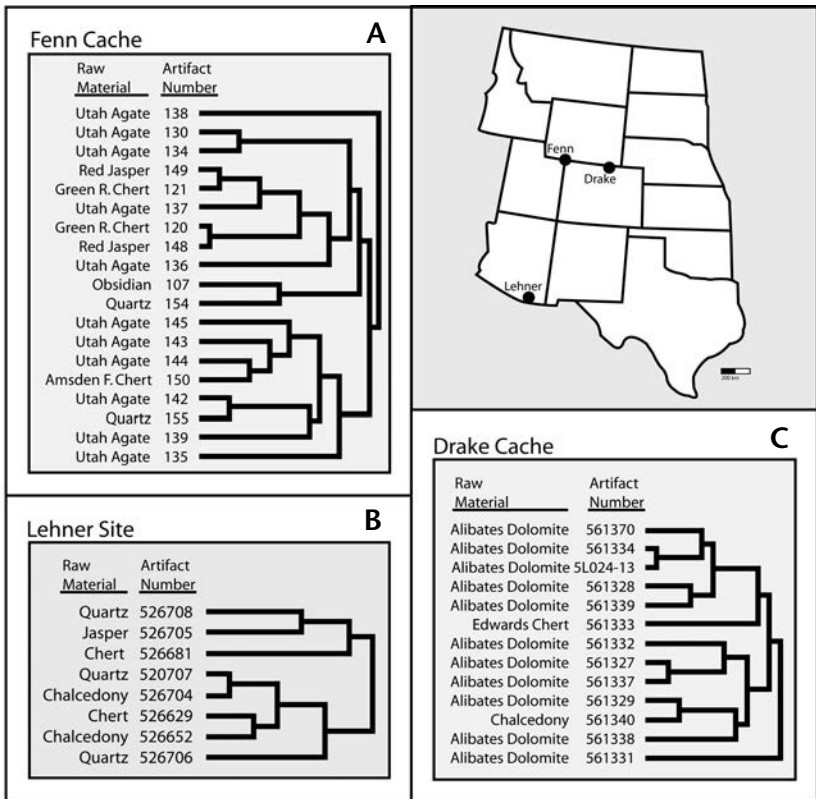 Fenn Cache
A
Raw Artifact
Material Number
Utah Agate 138
Utah Agate 130
Utah Agate 134
Red Jasper 149
Green R. Chert 121
Utah Agate 137
Green R. Chert 120
Red Jasper 148
Utah Agate 136
Obsidian 107
Quartz 154
Utah Agate 145
Utah Agate 143
Utah Agate 144
Amsden F. Chert 150
Utah Agate 142
Quartz 155
Utah Agate 139
Utah Agate 135
Fenn
Drake
Lehner
200 km
Lehner Site
B
Raw Artifact
Material Number
Quartz 526708
Jasper 526705
Chert 526681
Quartz 520707
Chalcedony 526704
Chert 526629
Chalcedony 526652
Quartz 526706
Drake Cache
C
Raw Artifact
Material Number
Alibates Dolomite 561370
Alibates Dolomite 561334
Alibates Dolomite 5L024-13
Alibates Dolomite 561328
Alibates Dolomite 561339
Edwards Chert 561333
Alibates Dolomite 561332
Alibates Dolomite 561327
Alibates Dolomite 561337
Alibates Dolomite 561329
Chalcedony 561340
Alibates Dolomite 561338
Alibates Dolomite 561331